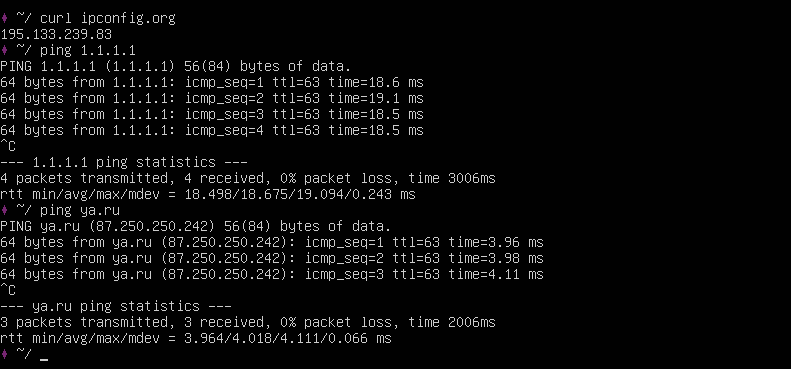 ♦ ~/ curl ipconfig.org
195.133.239.83
♦ ~/ ping 1.1.1.1
PING 1.1.1.1 (1.1.1.1) 56(84) bytes of data.
64 bytes from 1.1.1.1: icmp_seq=1 ttl=63 time=18.6 ms
64 bytes from 1.1.1.1: icmp_seq=2 ttl=63 time=19.1 ms
64 bytes from 1.1.1.1: icmp_seq=3 ttl=63 time=18.5 ms
64 bytes from 1.1.1.1: icmp_seq=4 ttl=63 time=18.5 ms
^C
--- 1.1.1.1 ping statistics ---
4 packets transmitted, 4 received, 0% packet loss, time 3006ms
rtt min/avg/max/mdev = 18.498/18.675/19.094/0.243 ms
♦ ~/ ping ya.ru
PING ya.ru (87.250.250.242) 56(84) bytes of data.
64 bytes from ya.ru (87.250.250.242): icmp_seq=1 ttl=63 time=3.96 ms
64 bytes from ya.ru (87.250.250.242): icmp_seq=2 ttl=63 time=3.98 ms
64 bytes from ya.ru (87.250.250.242): icmp_seq=3 ttl=63 time=4.11 ms
^C
--- ya.ru ping statistics ---
3 packets transmitted, 3 received, 0% packet loss, time 2006ms
rtt min/avg/max/mdev = 3.964/4.018/4.111/0.066 ms
♦ ~/ _